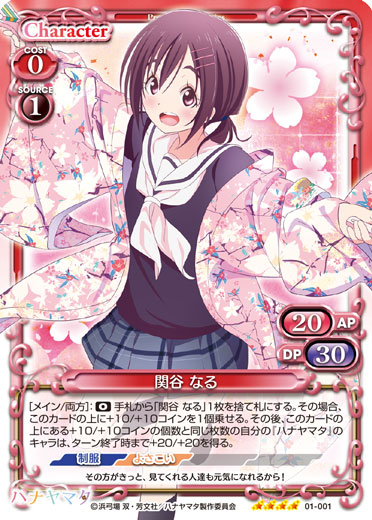 Character
COST
0
SOURCE
1
20 AP
DP 30
関谷 なる
[メイン/両方]: 手札から「関谷 なる」1枚を捨て札にする。その場合、
このカードの上に+10/+10コインを1個乗せる。その後、このカードの
上にある+10/+10コインの個数と同じ枚数の自分の「ハナヤマタ」の
キャラは、ターン終了時まで+20/+20を得る。
制服 よさこい
その方がきっと、見てくれる人達も元気になれるから!
ハナヤマタ
©浜弓場 双・芳文社/ハナヤマタ製作委員会 01-001